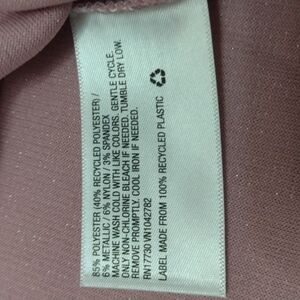 85% POLYESTER (40% RECYCLED POLYESTER) /
6% METALLIC / 6% NYLON / 3% SPANDEX
MACHINE WASH COLD WITH LIKE COLORS. GENTLE CYCLE.
ONLY NON-CHLORINE BLEACH IF NEEDED. TUMBLE DRY LOW.
REMOVE PROMPTLY. COOL IRON IF NEEDED.
RN17730 VN1042782
LABEL MADE FROM 100% RECYCLED PLASTIC